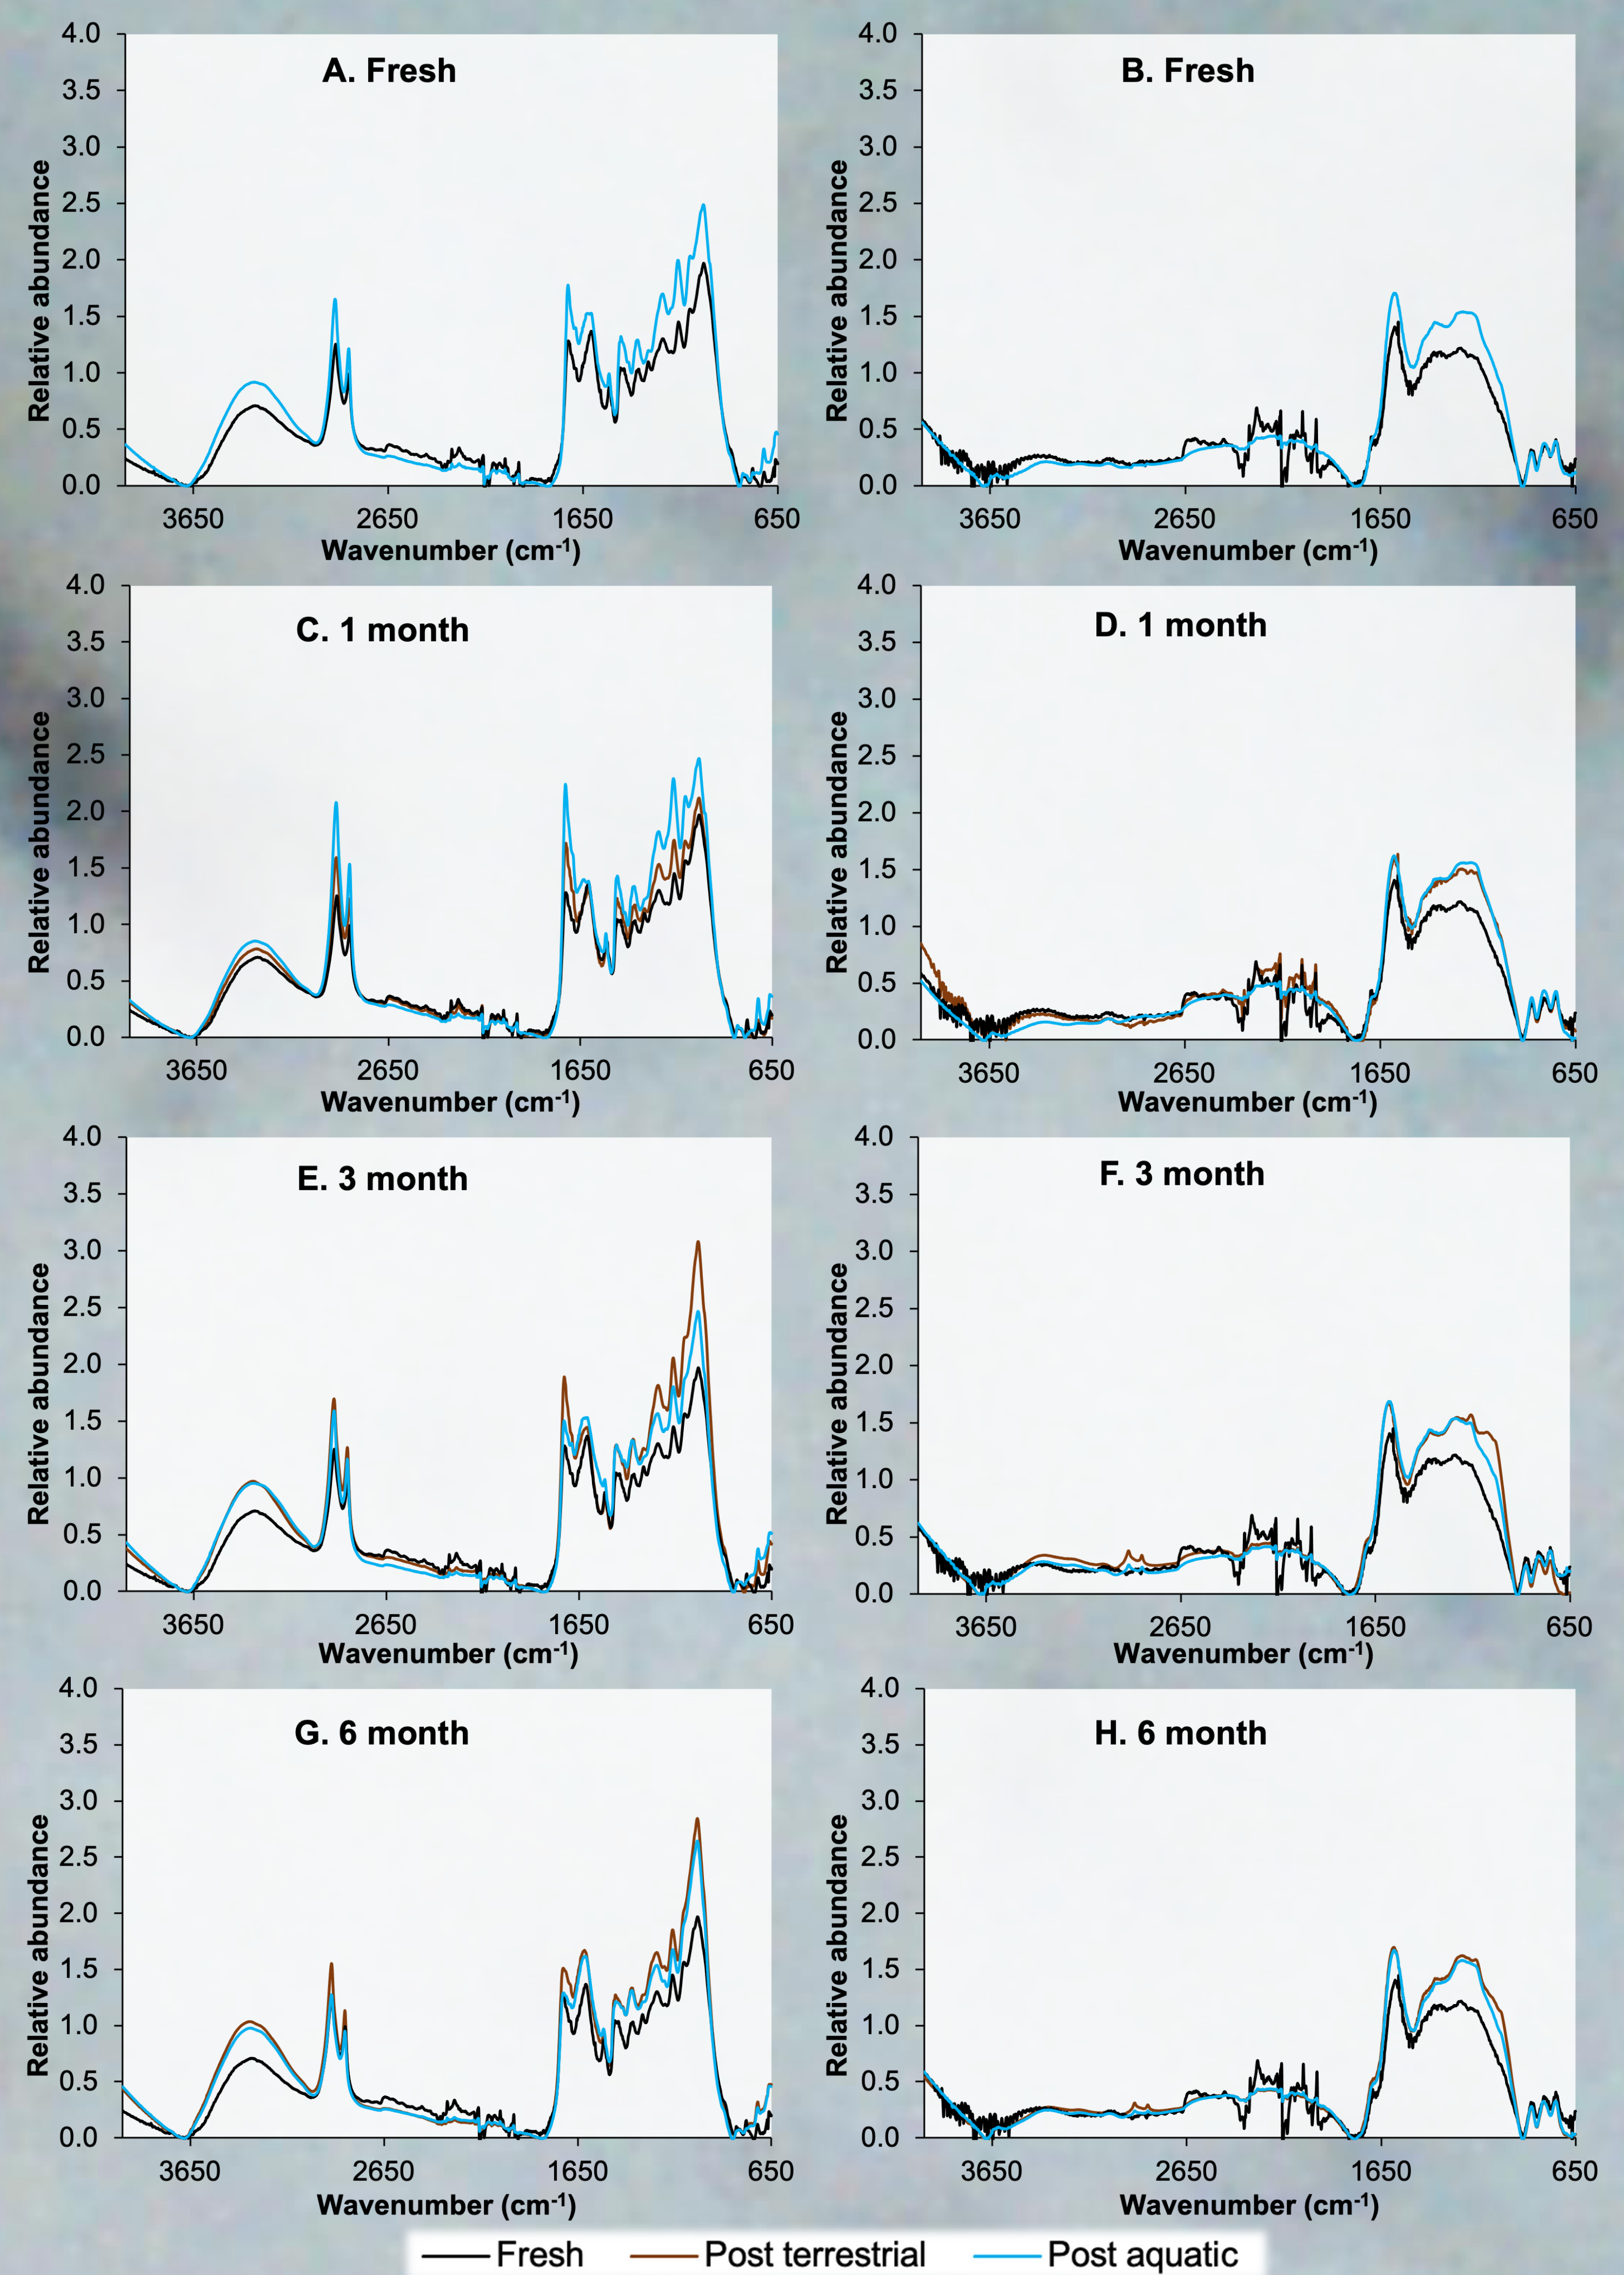 A. Fresh
4.0
3.5
3.0
2.5
2.0
1.5
1.0
0.5
0.0
Relative abundance
3650 2650 1650 650
Wavenumber (cm-1)
B. Fresh
4.0
3.5
3.0
2.5
2.0
1.5
1.0
0.5
0.0
Relative abundance
3650 2650 1650 650
Wavenumber (cm-1)
C. 1 month
4.0
3.5
3.0
2.5
2.0
1.5
1.0
0.5
0.0
Relative abundance
3650 2650 1650 650
Wavenumber (cm-1)
D. 1 month
4.0
3.5
3.0
2.5
2.0
1.5
1.0
0.5
0.0
Relative abundance
3650 2650 1650 650
Wavenumber (cm-1)
E. 3 month
4.0
3.5
3.0
2.5
2.0
1.5
1.0
0.5
0.0
Relative abundance
3650 2650 1650 650
Wavenumber (cm-1)
F. 3 month
4.0
3.5
3.0
2.5
2.0
1.5
1.0
0.5
0.0
Relative abundance
3650 2650 1650 650
Wavenumber (cm-1)
G. 6 month
4.0
3.5
3.0
2.5
2.0
1.5
1.0
0.5
0.0
Relative abundance
3650 2650 1650 650
Wavenumber (cm-1)
H. 6 month
4.0
3.5
3.0
2.5
2.0
1.5
1.0
0.5
0.0
Relative abundance
3650 2650 1650 650
Wavenumber (cm-1)
Fresh Post terrestrial Post aquatic